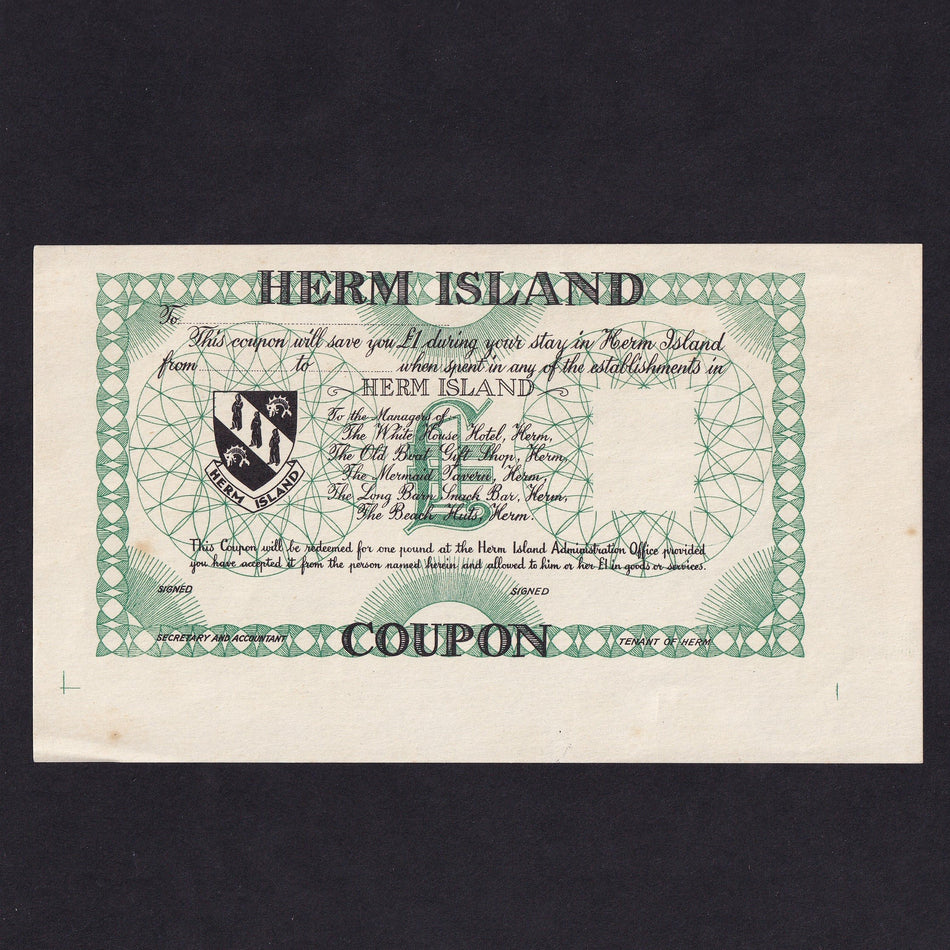 HERM ISLAND
To
This coupon will save you £1 during your stay in Herm Island
from to when spent in any of the establishments in
HERM ISLAND
To the Managers of:-
The White House Hotel, Herm,
The Old Boat Gift Shop, Herm,
The Mermaid Tavern, Herm,
The Long Barn Snack Bar, Herm,
The Beach Huts, Herm.
£
HERM ISLAND
This Coupon will be redeemed for one pound at the Herm Island Administration Office provided
you have accepted it from the person named herein and allowed to him or her £1 in goods or services.
SIGNED SIGNED
SECRETARY AND ACCOUNTANT COUPON TENANT OF HERM